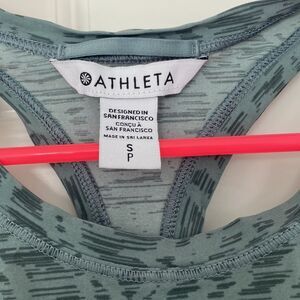 ATHLETA
DESIGNED IN
SAN FRANCISCO
CONÇU À
SAN FRANCISCO
MADE IN SRI LANKA
S
P